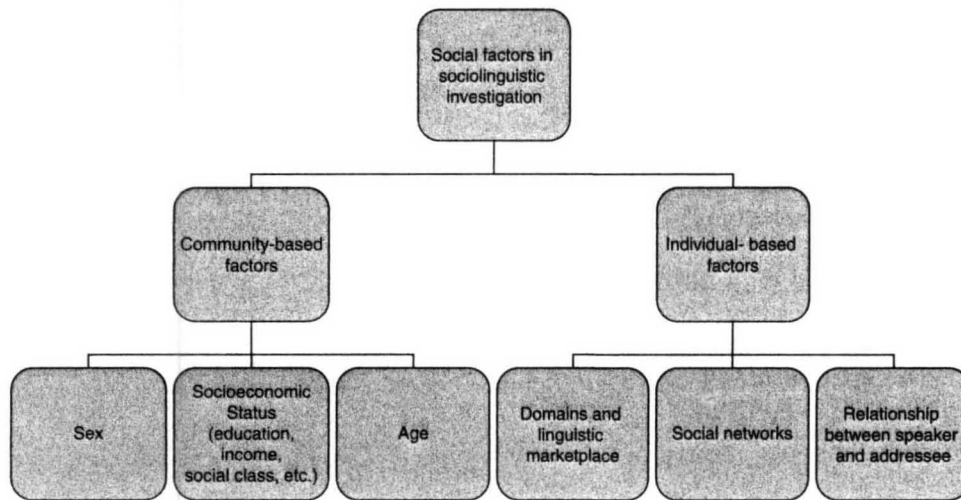 Social factors in
sociolinguistic
investigation
Community-based
factors
Individual- based
factors
Sex
Socioeconomic
Status
(education,
income,
social class, etc.)
Age
Domains and
linguistic
marketplace
Social networks
Relationship
between speaker
and addressee